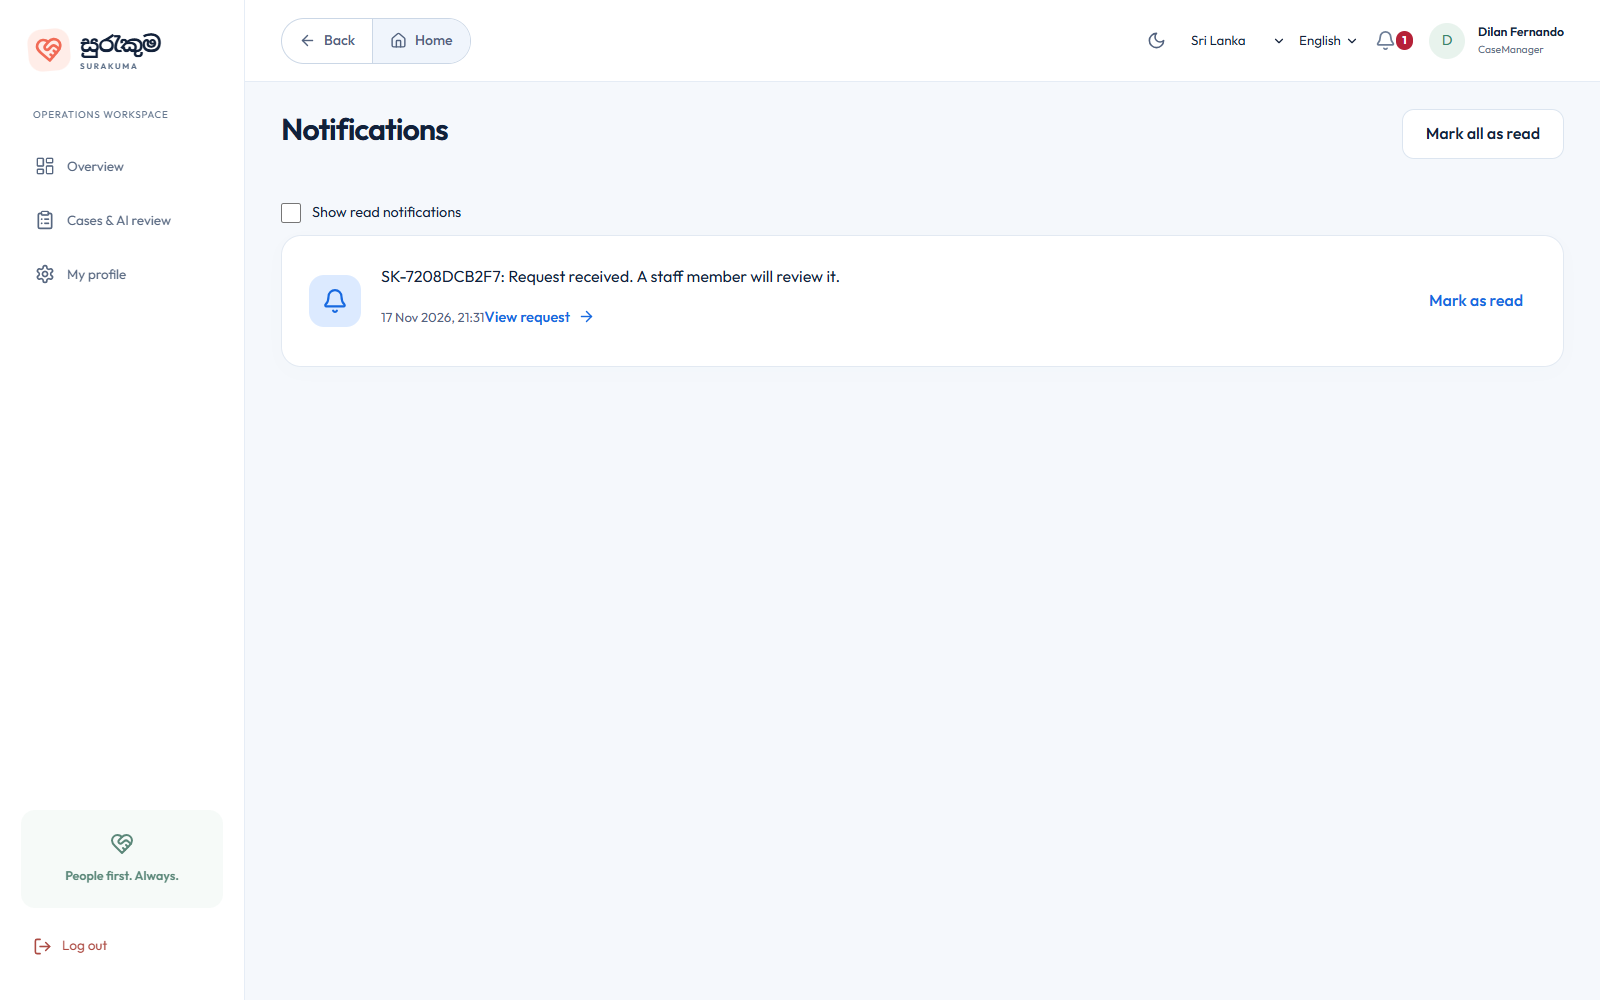 සුරැකුම
SURAKUMA
OPERATIONS WORKSPACE
Overview
Cases & AI review
My profile
People first. Always.
Log out
Back
Home
Sri Lanka
English
1
D
Dilan Fernando
CaseManager
Notifications
Mark all as read
Show read notifications
SK-7208DCB2F7: Request received. A staff member will review it.
17 Nov 2026, 21:31View request
Mark as read